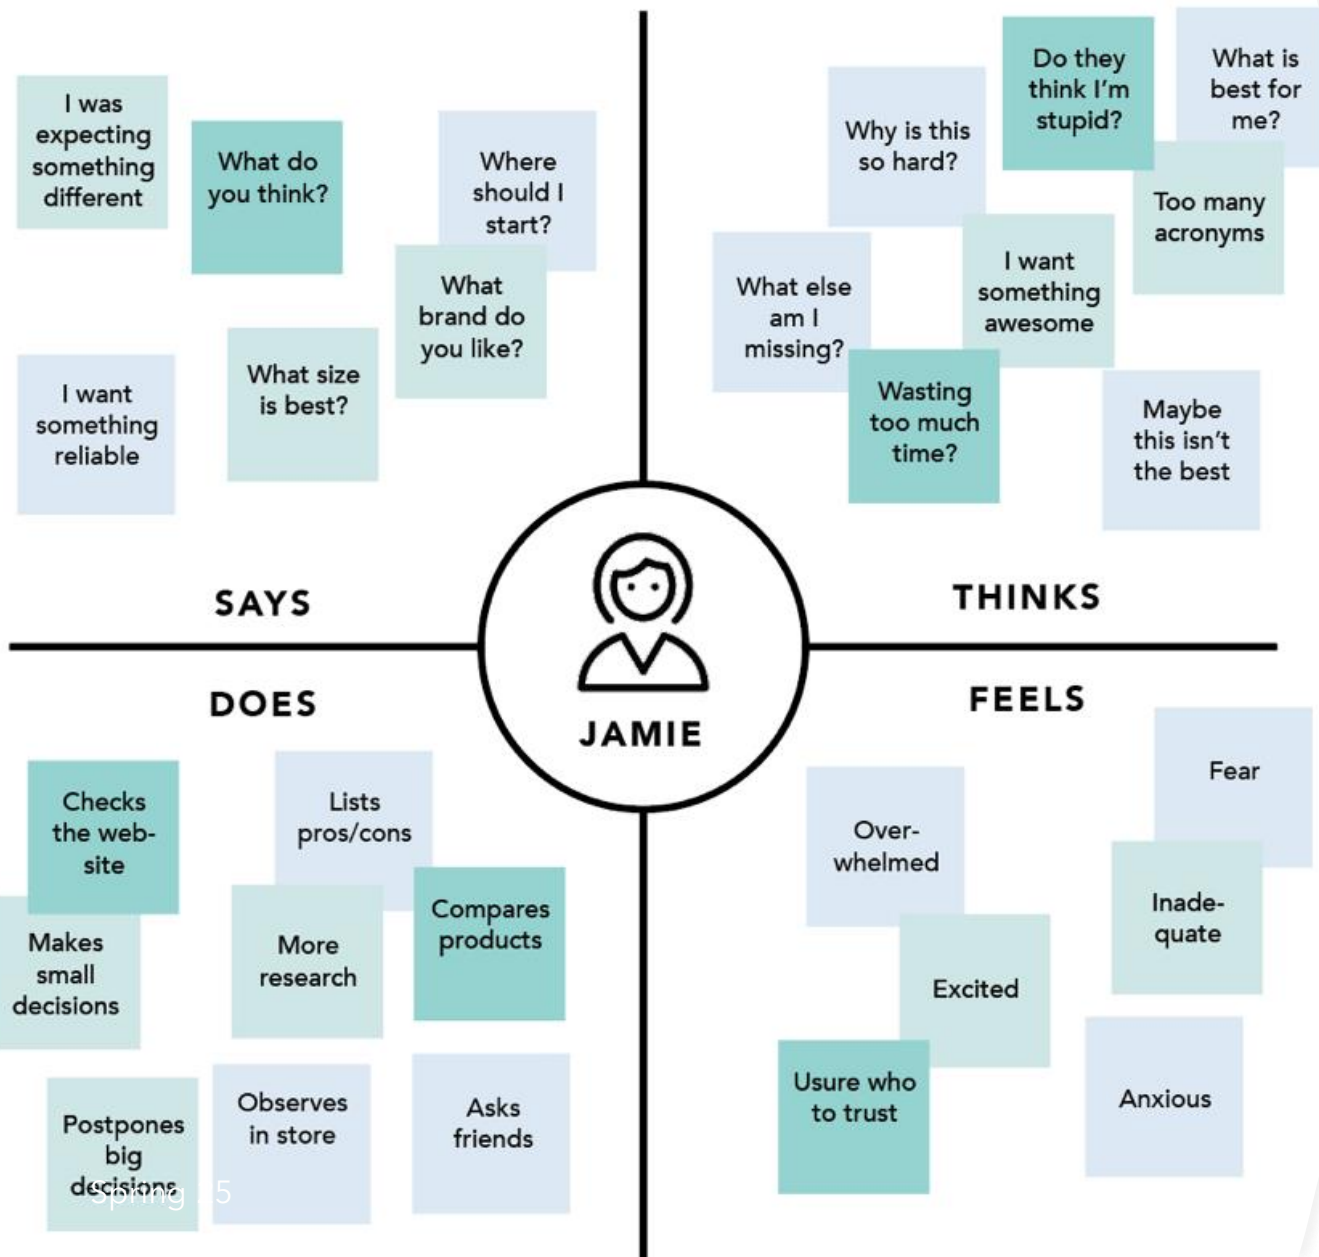 I was
expecting
something
different
What do
you think?
Where
should I
start?
What
brand do
you like?
What size
is best?
I want
something
reliable
SAYS
Do they
think I'm
stupid?
What is
best for
me?
Why is this
so hard?
Too many
acronyms
I want
something
awesome
What else
am I
missing?
Wasting
too much
time?
Maybe
this isn't
the best
THINKS
JAMIE
DOES
Checks
the web-
site
Lists
pros/cons
Compares
products
More
research
Makes
small
decisions
Postpones
big
decisions
Observes
in store
Asks
friends
FEELS
Fear
Over-
whelmed
Inade-
quate
Excited
Usure who
to trust
Anxious
Spring 5